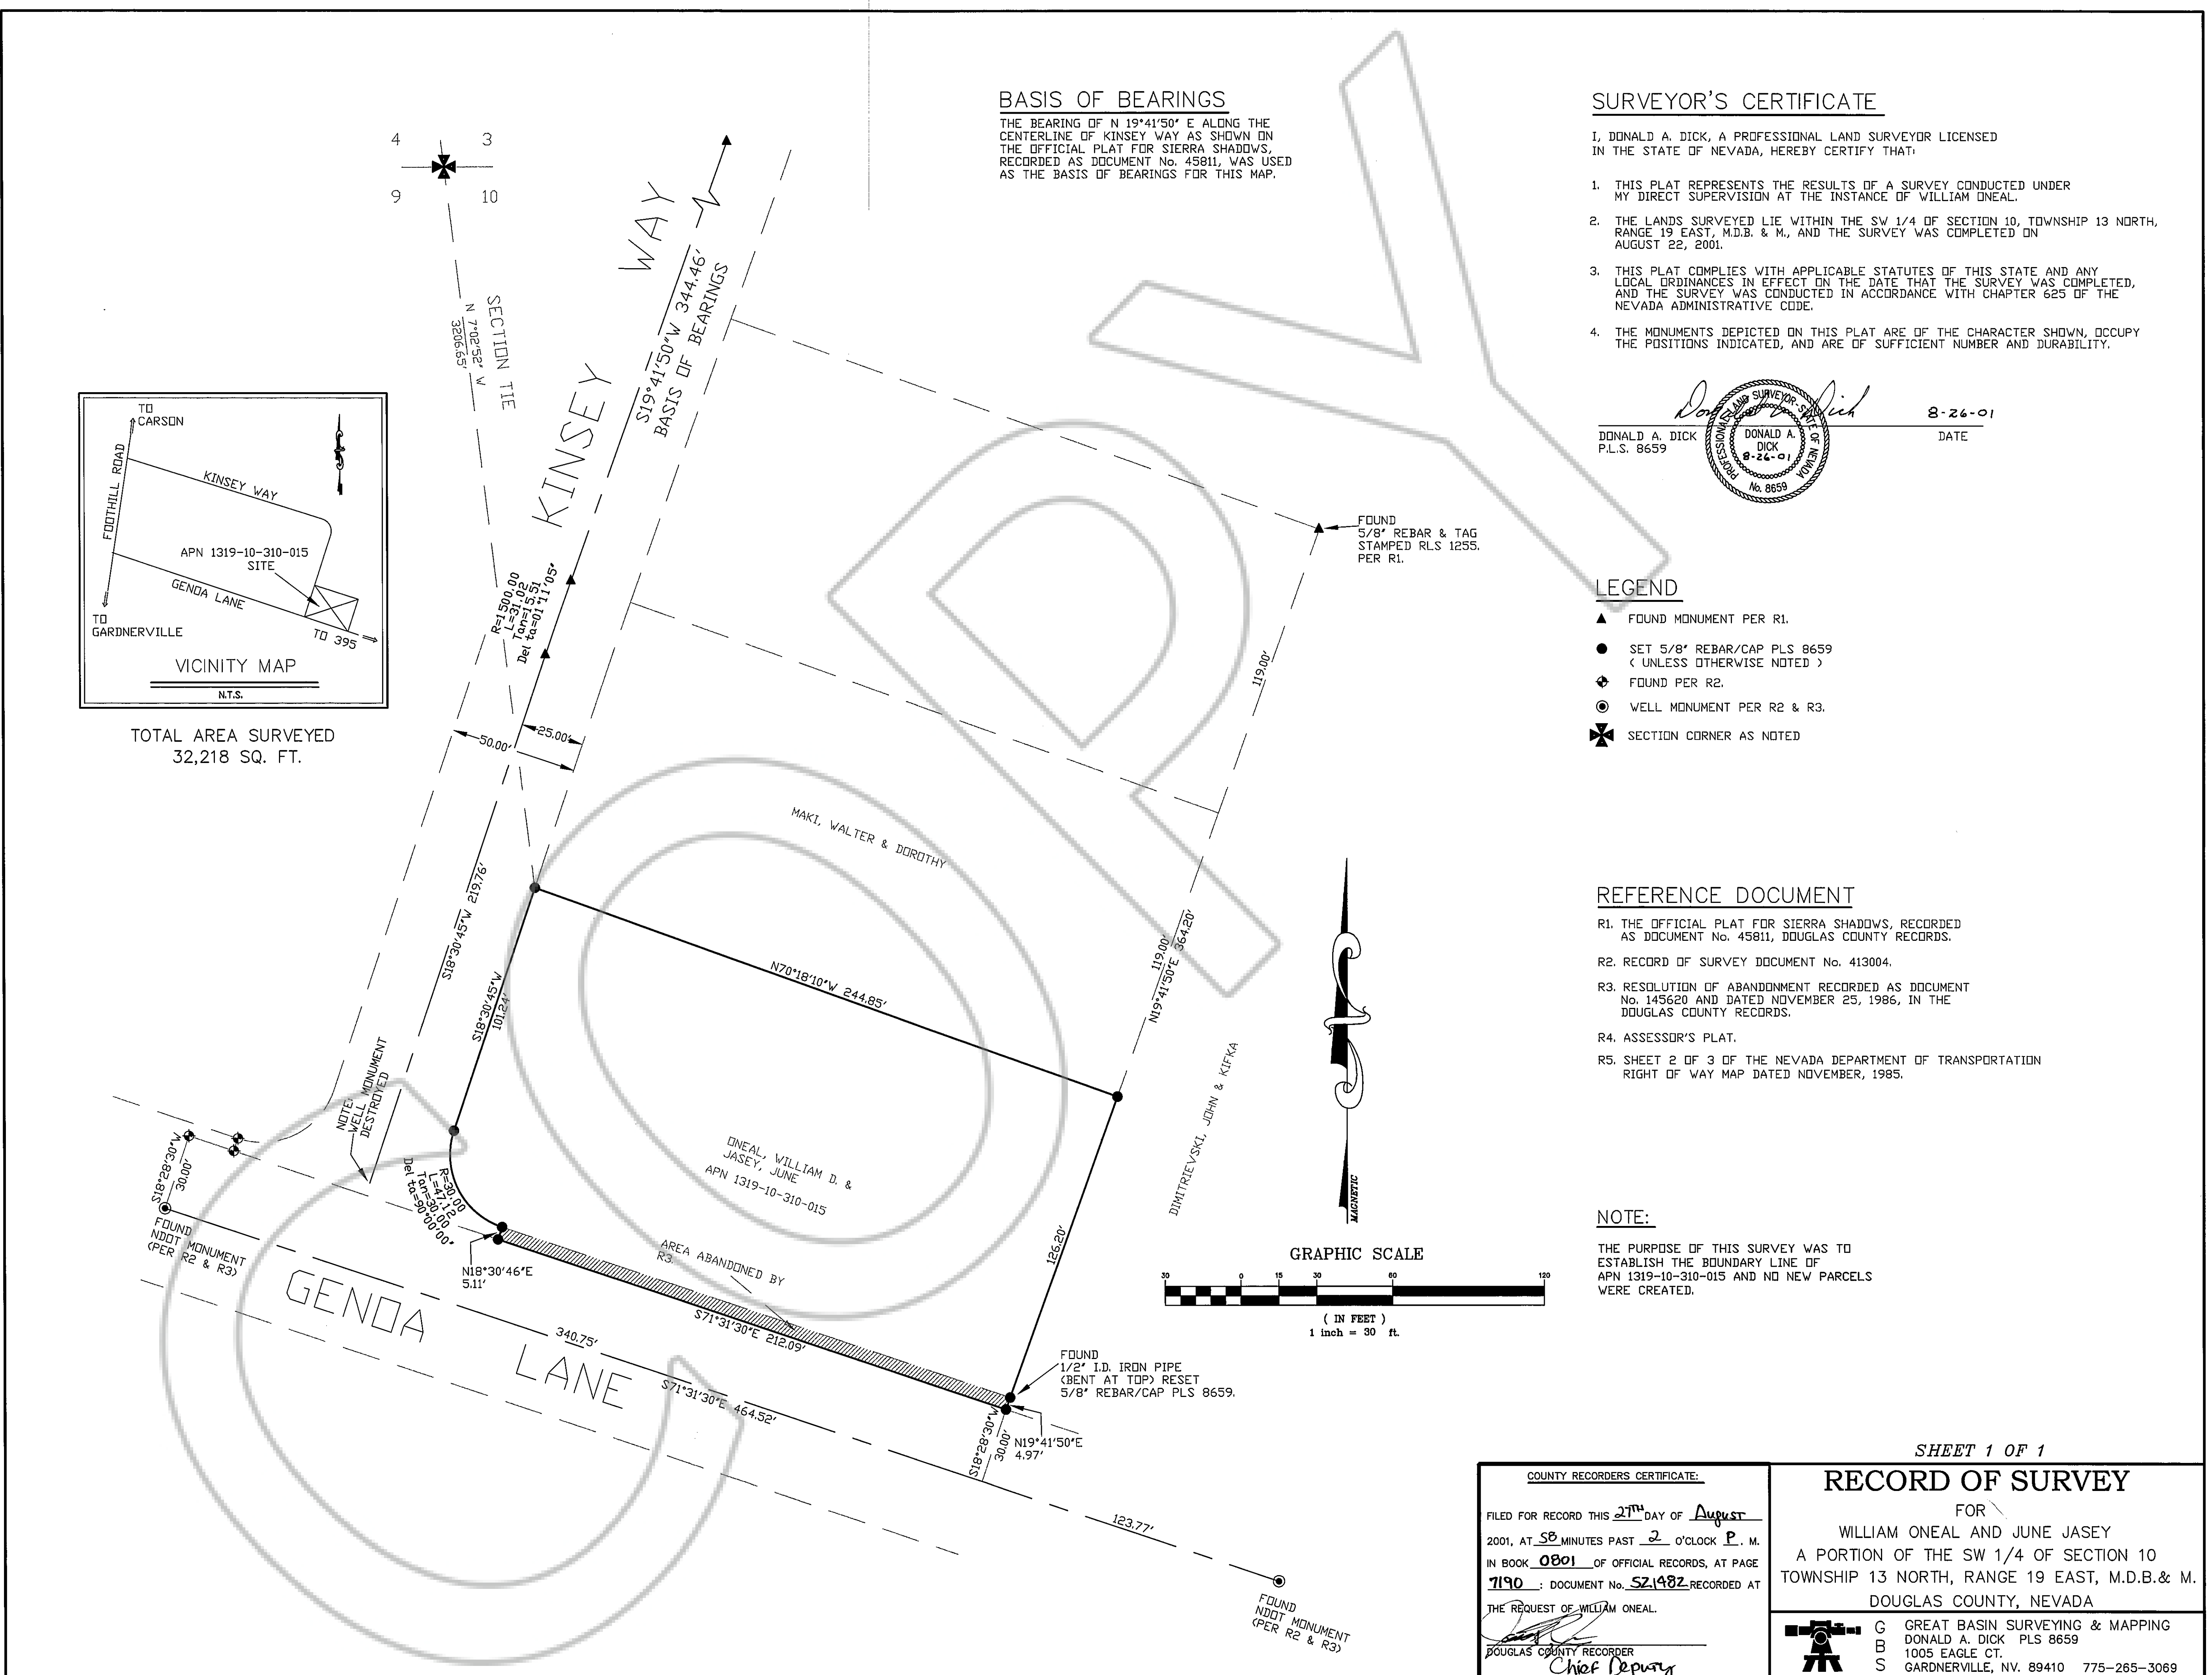 BASIS OF BEARINGS
THE BEARING OF N 19°41'50" E ALONG THE
CENTERLINE OF KINSEY WAY AS SHOWN ON
THE OFFICIAL PLAT FOR SIERRA SHADOWS,
RECORDED AS DOCUMENT No. 45811, WAS USED
AS THE BASIS OF BEARINGS FOR THIS MAP.
SURVEYOR'S CERTIFICATE
I, DONALD A. DICK, A PROFESSIONAL LAND SURVEYOR LICENSED
IN THE STATE OF NEVADA, HEREBY CERTIFY THAT:
1. THIS PLAT REPRESENTS THE RESULTS OF A SURVEY CONDUCTED UNDER
MY DIRECT SUPERVISION AT THE INSTANCE OF WILLIAM ONEAL.
2. THE LANDS SURVEYED LIE WITHIN THE SW 1/4 OF SECTION 10, TOWNSHIP 13 NORTH,
RANGE 19 EAST, M.D.B. & M., AND THE SURVEY WAS COMPLETED ON
AUGUST 22, 2001.
3. THIS PLAT COMPLIES WITH APPLICABLE STATUTES OF THIS STATE AND ANY
LOCAL ORDINANCES IN EFFECT ON THE DATE THAT THE SURVEY WAS COMPLETED,
AND THE SURVEY WAS CONDUCTED IN ACCORDANCE WITH CHAPTER 625 OF THE
NEVADA ADMINISTRATIVE CODE.
4. THE MONUMENTS DEPICTED ON THIS PLAT ARE OF THE CHARACTER SHOWN, OCCUPY
THE POSITIONS INDICATED, AND ARE OF SUFFICIENT NUMBER AND DURABILITY.
8-26-01
DONALD A. DICK
P.L.S. 8659
DATE
PROFESSIONAL LAND SURVEYOR-STATE OF NEVADA
DONALD A.
DICK
8-26-01
No. 8659
4 3
9 10
SECTION TIE
N 7°02'52" W
3206.65'
KINSEY WAY
S19°41'50"W 344.46'
BASIS OF BEARINGS
TO
CARSON
FOOTHILL ROAD
KINSEY WAY
APN 1319-10-310-015
SITE
GENOA LANE
TO
GARDNERVILLE
TO 395
VICINITY MAP
N.T.S.
TOTAL AREA SURVEYED
32,218 SQ. FT.
R=1500.00
L=31.02
Tan=15.51
Delta=01°11'05"
50.00'
25.00'
FOUND
5/8" REBAR & TAG
STAMPED RLS 1255.
PER R1.
119.00'
LEGEND
FOUND MONUMENT PER R1.
SET 5/8" REBAR/CAP PLS 8659
( UNLESS OTHERWISE NOTED )
FOUND PER R2.
WELL MONUMENT PER R2 & R3.
SECTION CORNER AS NOTED
MAKI, WALTER & DOROTHY
S18°30'45"W 219.76'
S18°30'45"W
101.24'
N70°18'10"W 244.85'
119.00'
N19°41'50"E 364.20'
REFERENCE DOCUMENT
R1. THE OFFICIAL PLAT FOR SIERRA SHADOWS, RECORDED
AS DOCUMENT No. 45811, DOUGLAS COUNTY RECORDS.
R2. RECORD OF SURVEY DOCUMENT No. 413004.
R3. RESOLUTION OF ABANDONMENT RECORDED AS DOCUMENT
No. 145620 AND DATED NOVEMBER 25, 1986, IN THE
DOUGLAS COUNTY RECORDS.
R4. ASSESSOR'S PLAT.
R5. SHEET 2 OF 3 OF THE NEVADA DEPARTMENT OF TRANSPORTATION
RIGHT OF WAY MAP DATED NOVEMBER, 1985.
NOTE:
WELL MONUMENT
DESTROYED
S18°28'30"W
30.00'
FOUND
NDOT MONUMENT
(PER R2 & R3)
R=30.00
L=47.12
Tan=30.00
Delta=90°00'00"
ONEAL, WILLIAM D. &
JASEY, JUNE
APN 1319-10-310-015
DIMITRIEVSKI, JOHN & KIFKA
126.20'
MAGNETIC
N18°30'46"E
5.11'
AREA ABANDONED BY
R3.
S71°31'30"E 212.09'
GENOA LANE
340.75'
S71°31'30"E 464.52'
GRAPHIC SCALE
30 0 15 30 60 120
( IN FEET )
1 inch = 30 ft.
NOTE:
THE PURPOSE OF THIS SURVEY WAS TO
ESTABLISH THE BOUNDARY LINE OF
APN 1319-10-310-015 AND NO NEW PARCELS
WERE CREATED.
FOUND
1/2" I.D. IRON PIPE
(BENT AT TOP) RESET
5/8" REBAR/CAP PLS 8659.
S18°28'30"W
30.00'
N19°41'50"E
4.97'
123.77'
FOUND
NDOT MONUMENT
(PER R2 & R3)
COPY
SHEET 1 OF 1
COUNTY RECORDERS CERTIFICATE:
FILED FOR RECORD THIS 27TH DAY OF August
2001, AT 58 MINUTES PAST 2 O'CLOCK P. M.
IN BOOK 0801 OF OFFICIAL RECORDS, AT PAGE
7190 : DOCUMENT No. 521482 RECORDED AT
THE REQUEST OF WILLIAM ONEAL.
DOUGLAS COUNTY RECORDER
Chief Deputy
RECORD OF SURVEY
FOR
WILLIAM ONEAL AND JUNE JASEY
A PORTION OF THE SW 1/4 OF SECTION 10
TOWNSHIP 13 NORTH, RANGE 19 EAST, M.D.B.& M.
DOUGLAS COUNTY, NEVADA
G
B
S
GREAT BASIN SURVEYING & MAPPING
DONALD A. DICK PLS 8659
1005 EAGLE CT.
GARDNERVILLE, NV. 89410 775-265-3069